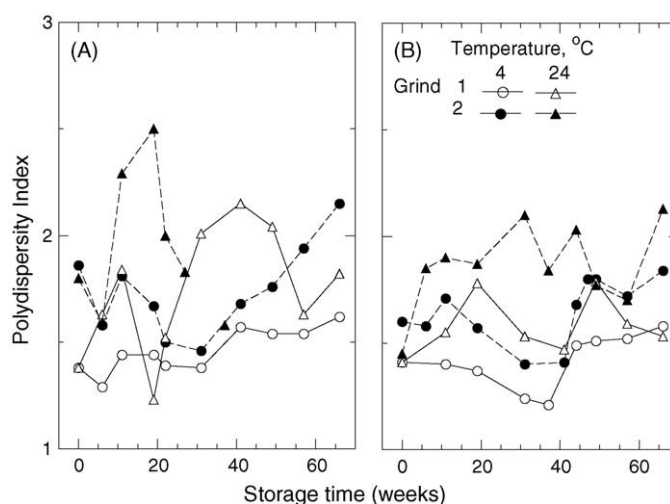 3
(A)
(B)
Temperature, °C
Grind 4 24
1
2
2
1
Polydispersity Index
0 20 40 60
0 20 40 60
Storage time (weeks)